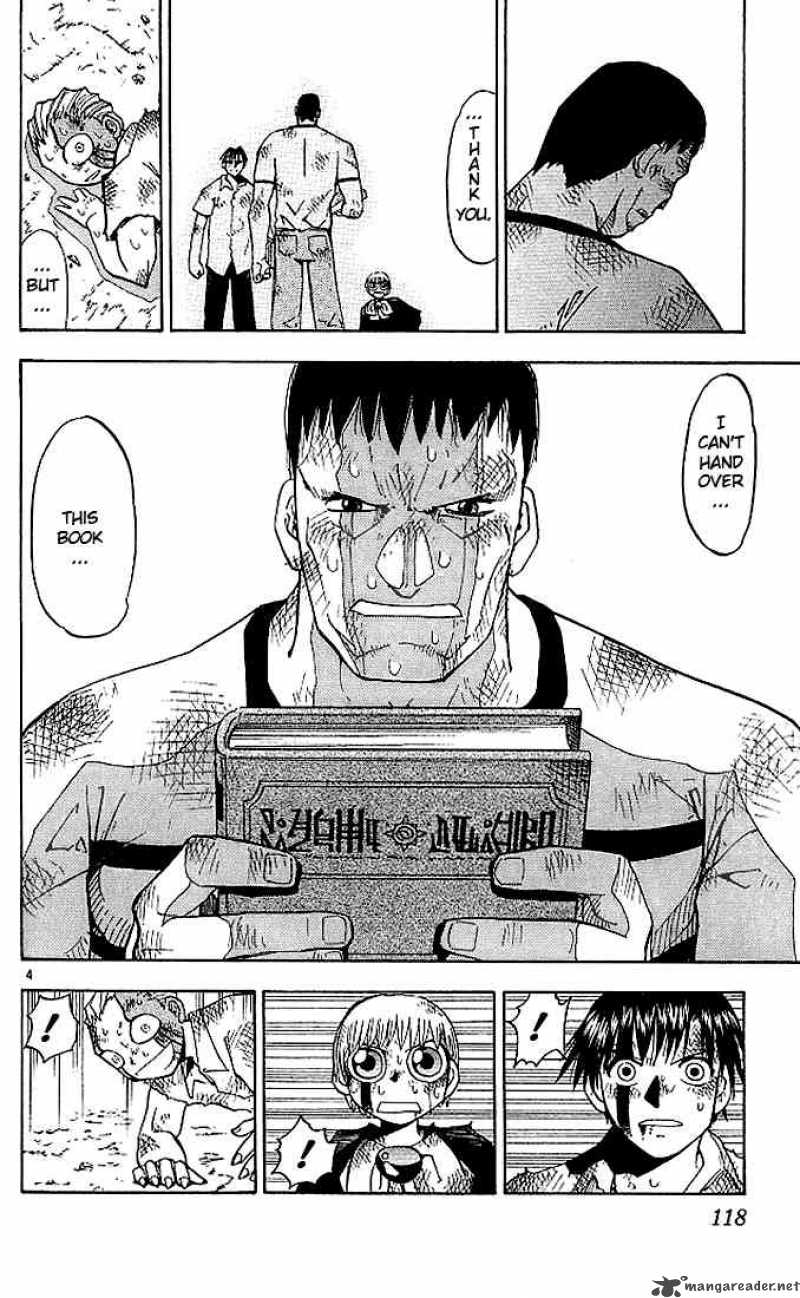 ...
THANK
YOU.
...
BUT
...
I
CAN'T
HAND
OVER
...
THIS
BOOK
...
4
!
!
!
118
mangareader.net